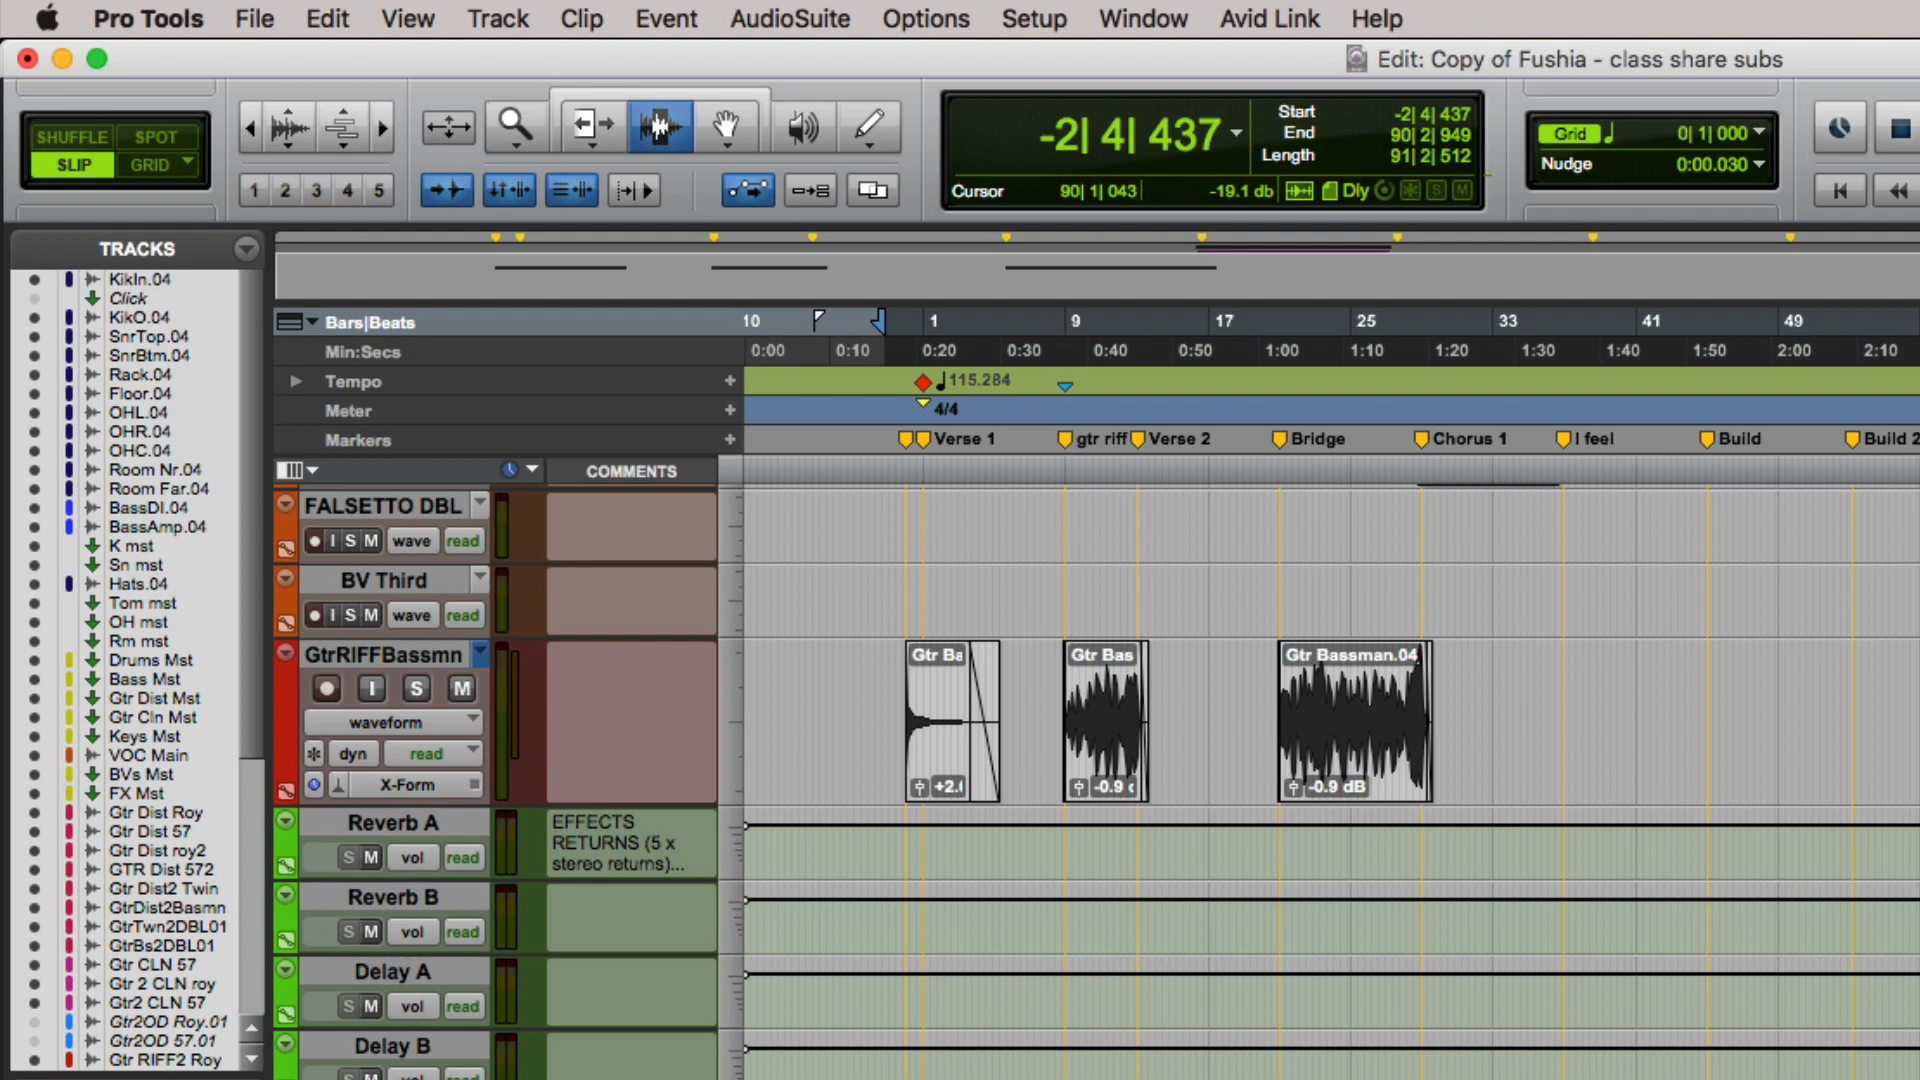 Pro Tools File Edit View Track Clip Event AudioSuite Options Setup Window Avid Link Help
Edit: Copy of Fushia - class share subs
SHUFFLE SPOT
SLIP GRID
1 2 3 4 5
-2| 4| 437
Start -2| 4| 437
End 90| 2| 949
Length 91| 2| 512
Cursor 90| 1| 043 -19.1 db Dly S M
Grid 0| 1| 000
Nudge 0:00.030
TRACKS
KikIn.04
Click
KikO.04
SnrTop.04
SnrBtm.04
Rack.04
Floor.04
OHL.04
OHR.04
OHC.04
Room Nr.04
Room Far.04
BassDI.04
BassAmp.04
K mst
Sn mst
Hats.04
Tom mst
OH mst
Rm mst
Drums Mst
Bass Mst
Gtr Dist Mst
Gtr Cln Mst
Keys Mst
VOC Main
BVs Mst
FX Mst
Gtr Dist Roy
Gtr Dist 57
Gtr Dist roy2
GTR Dist 572
Gtr Dist2 Twin
GtrDist2Basmn
GtrTwn2DBL01
GtrBs2DBL01
Gtr CLN 57
Gtr 2 CLN roy
Gtr2 CLN 57
Gtr2OD Roy.01
Gtr2OD 57.01
Gtr RIFF2 Roy
Bars|Beats 10 1 9 17 25 33 41 49
Min:Secs 0:00 0:10 0:20 0:30 0:40 0:50 1:00 1:10 1:20 1:30 1:40 1:50 2:00 2:10
Tempo + 115.284
Meter + 4/4
Markers + Verse 1 gtr riff Verse 2 Bridge Chorus 1 I feel Build Build 2
COMMENTS
FALSETTO DBL
I S M wave read
BV Third
I S M wave read
GtrRIFFBassmn
I S M
waveform
dyn read
X-Form
Gtr Ba Gtr Bas Gtr Bassman.04
+2. -0.9 -0.9 dB
Reverb A
S M vol read
EFFECTS
RETURNS (5 x
stereo returns)...
Reverb B
S M vol read
Delay A
S M vol read
Delay B